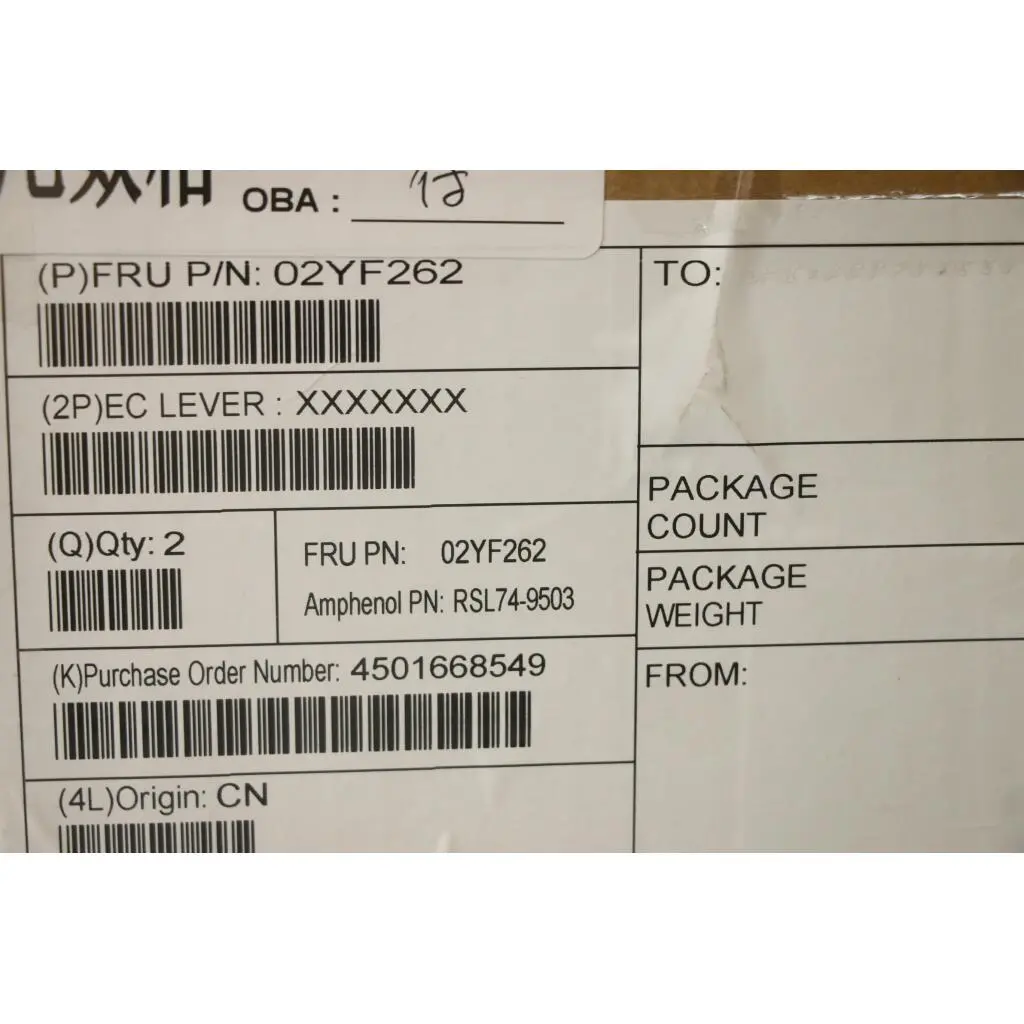 OBA :
(P)FRU P/N: 02YF262
(2P)EC LEVER : XXXXXXX
(Q)Qty: 2
FRU PN: 02YF262
Amphenol PN: RSL74-9503
(K)Purchase Order Number: 4501668549
(4L)Origin: CN
TO:
PACKAGE
COUNT
PACKAGE
WEIGHT
FROM: